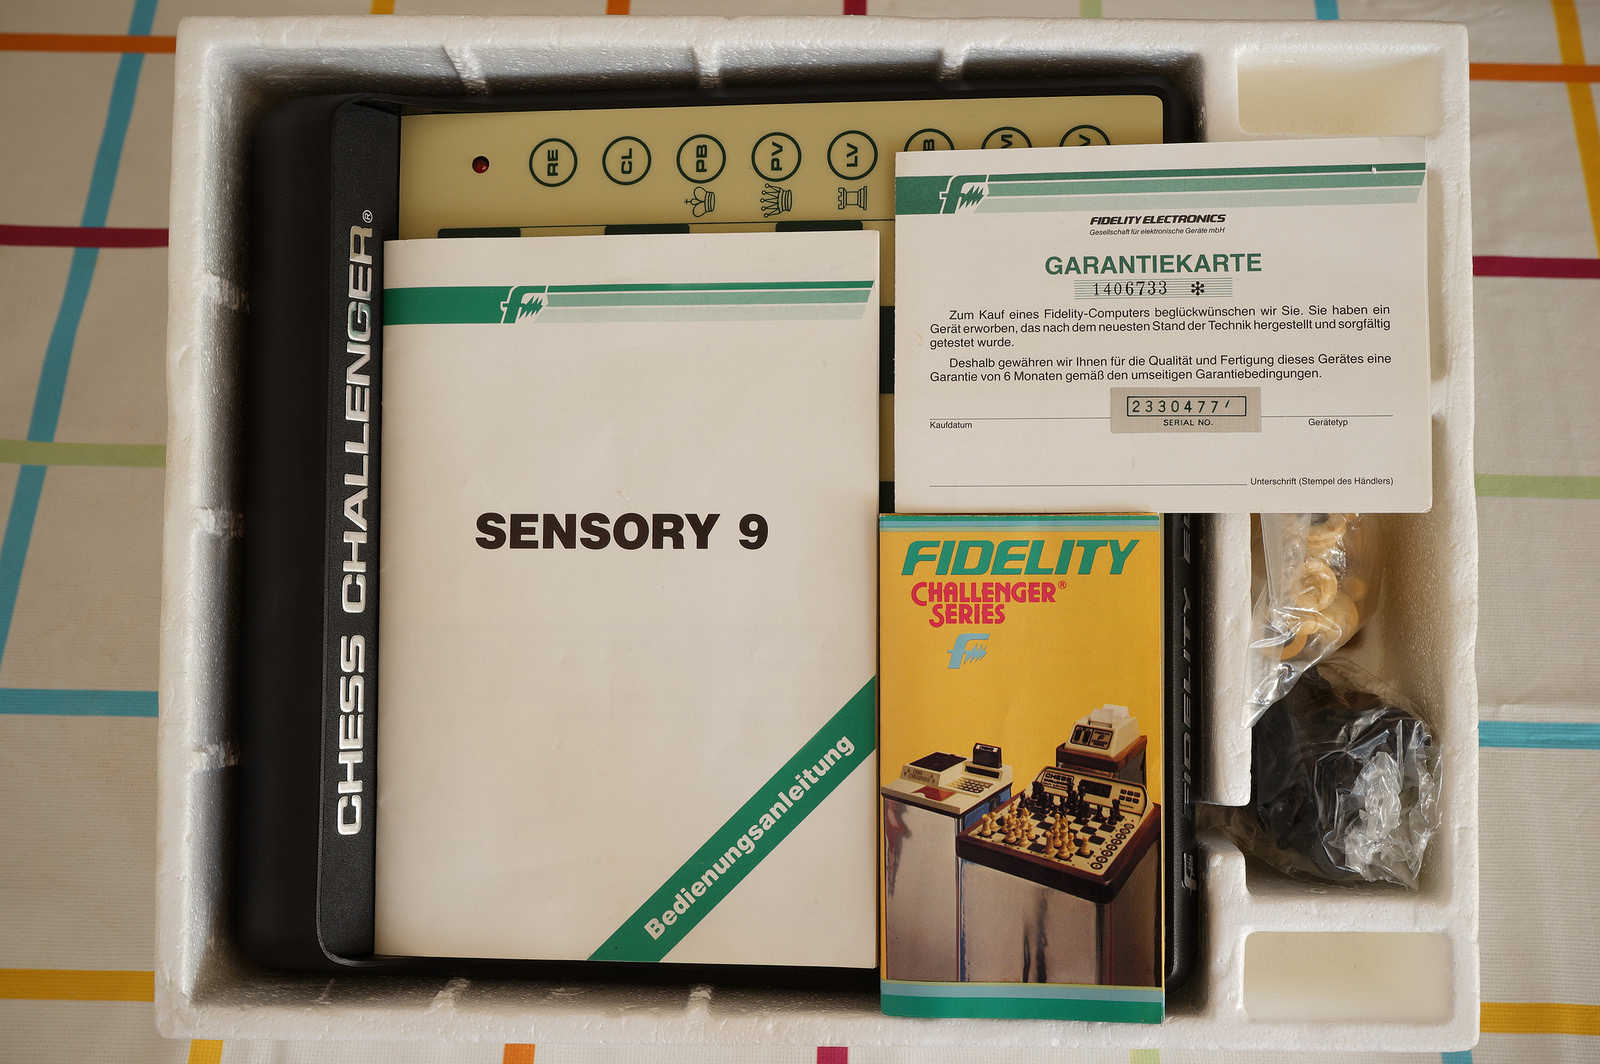 RE CL PB PV LV B M V
CHESS CHALLENGER®
SENSORY 9
Bedienungsanleitung
FIDELITY ELECTRONICS
Gesellschaft für elektronische Geräte mbH
GARANTIEKARTE
1406733 ✻
Zum Kauf eines Fidelity-Computers beglückwünschen wir Sie. Sie haben ein
Gerät erworben, das nach dem neuesten Stand der Technik hergestellt und sorgfältig
getestet wurde.
Deshalb gewähren wir Ihnen für die Qualität und Fertigung dieses Gerätes eine
Garantie von 6 Monaten gemäß den umseitigen Garantiebedingungen.
2330477
SERIAL NO.
Kaufdatum
Gerätetyp
Unterschrift (Stempel des Händlers)
FIDELITY
CHALLENGER®
SERIES
FIDELITY E